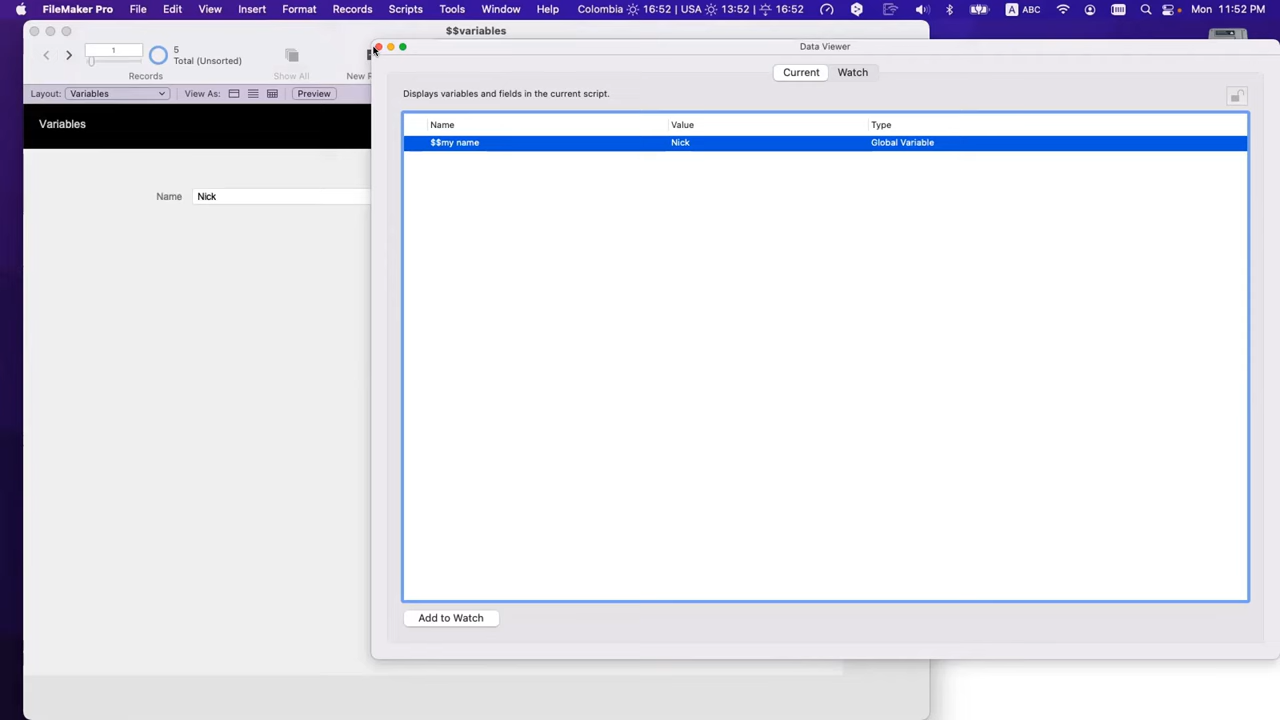 FileMaker Pro File Edit View Insert Format Records Scripts Tools Window Help Colombia 16:52 USA 13:52 16:52 A ABC Mon 11:52 PM
$$variables
1
5
Total (Unsorted)
Records
Show All
Layout: Variables View As: Preview
Variables
Name Nick
Data Viewer
Current Watch
Displays variables and fields in the current script.
Name Value Type
$$my name Nick Global Variable
Add to Watch